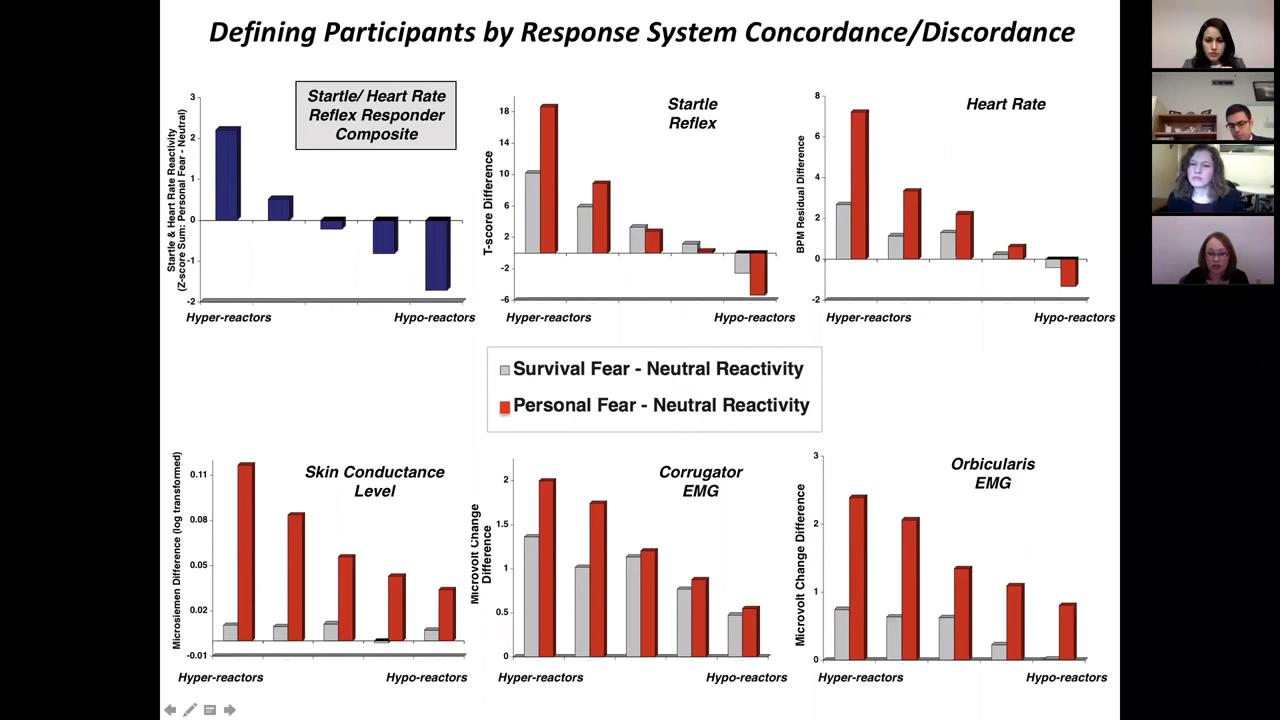 Defining Participants by Response System Concordance/Discordance
Startle/ Heart Rate
Reflex Responder
Composite
Startle & Heart Rate Reactivity
(Z-score Sum: Personal Fear - Neutral)
3
2
1
0
-1
-2
Hyper-reactors
Hypo-reactors
Startle
Reflex
T-score Difference
18
14
10
6
2
-2
-6
Hyper-reactors
Hypo-reactors
Heart Rate
BPM Residual Difference
8
6
4
2
0
-2
Hyper-reactors
Hypo-reactors
Survival Fear - Neutral Reactivity
Personal Fear - Neutral Reactivity
Skin Conductance
Level
Microsiemen Difference (log transformed)
0.11
0.08
0.05
0.02
-0.01
Hyper-reactors
Hypo-reactors
Corrugator
EMG
Microvolt Change
Difference
2
1.5
1
0.5
0
Hyper-reactors
Hypo-reactors
Orbicularis
EMG
Microvolt Change Difference
3
2
1
0
Hyper-reactors
Hypo-reactors